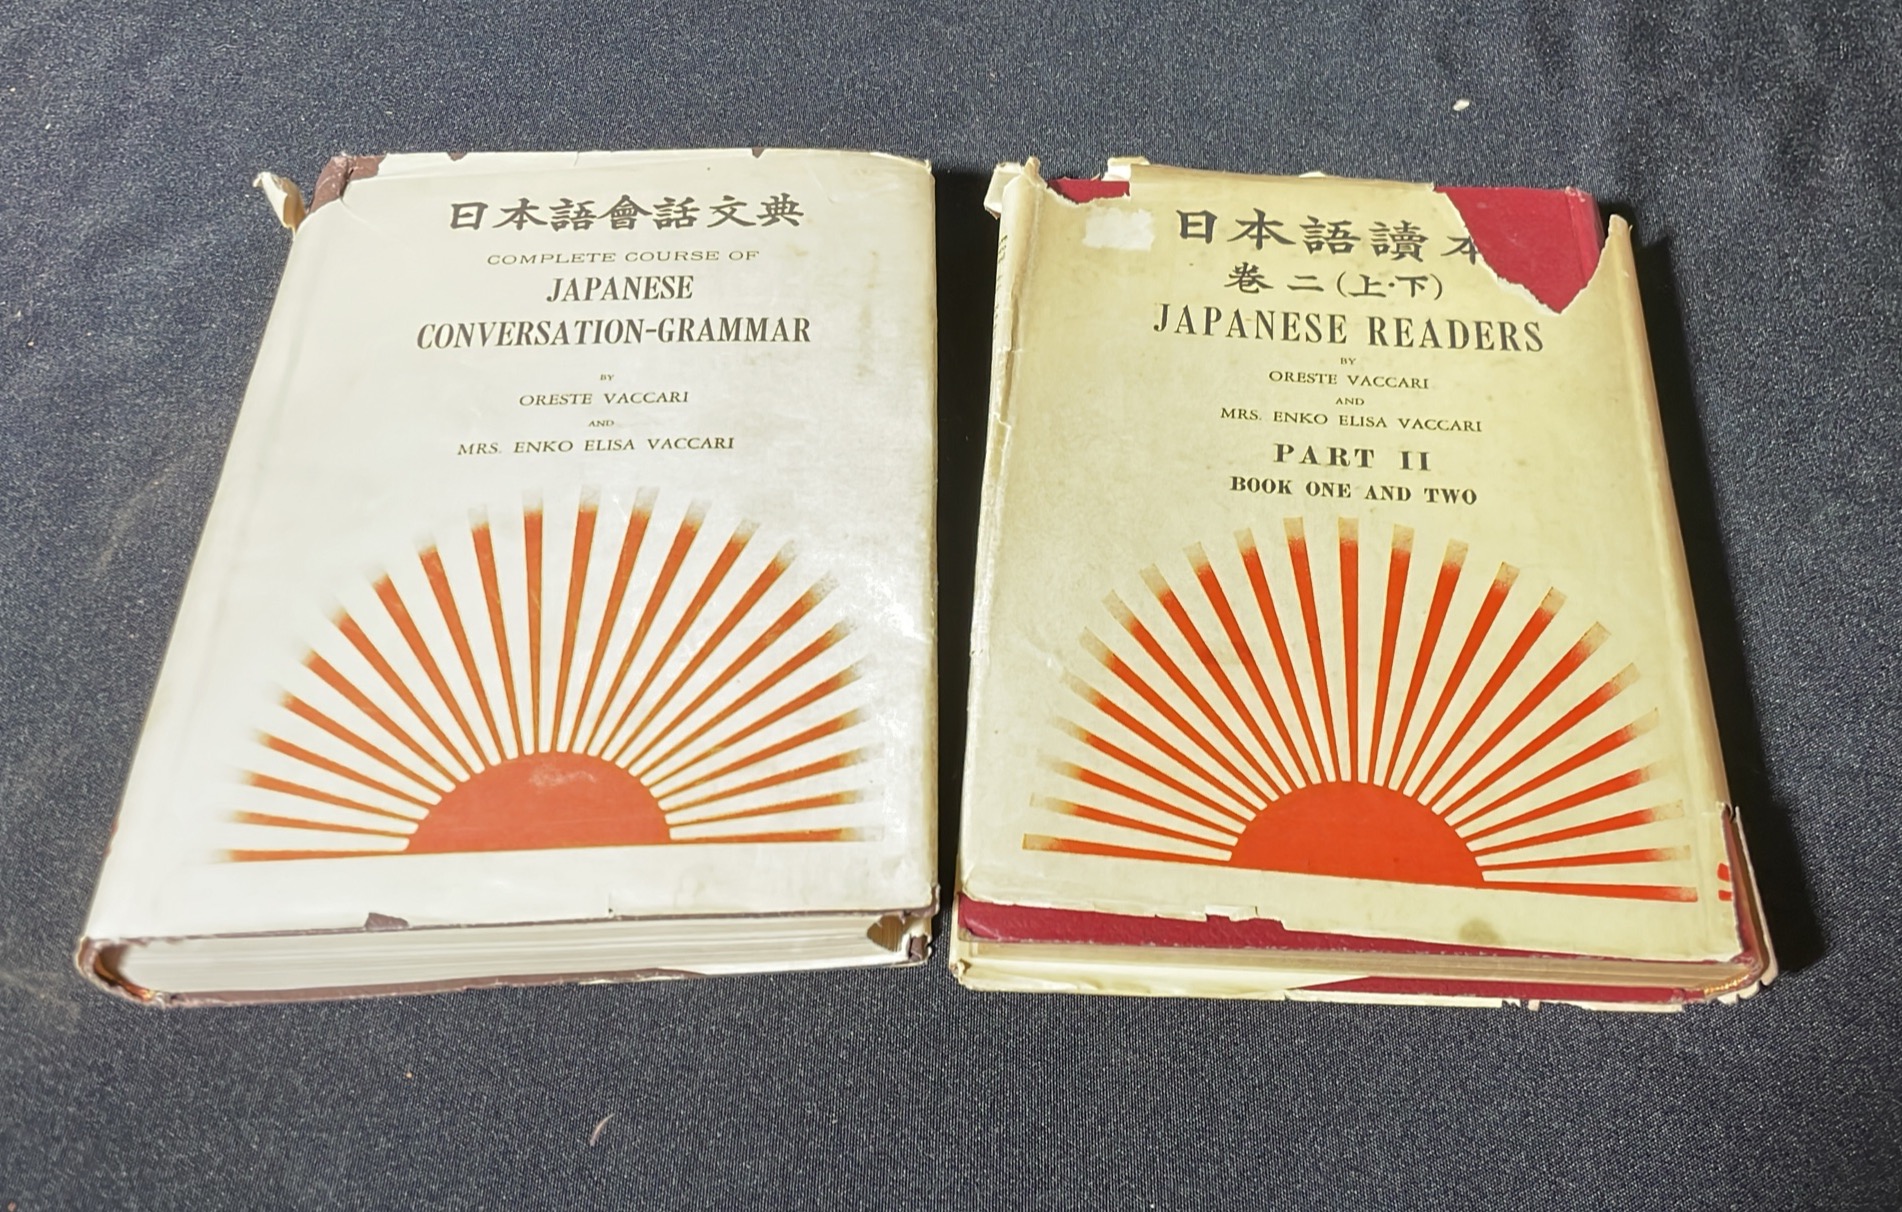 日本語會話文典
COMPLETE COURSE OF
JAPANESE
CONVERSATION-GRAMMAR
BY
ORESTE VACCARI
AND
MRS. ENKO ELISA VACCARI
日本語讀本
卷二(上·下)
JAPANESE READERS
BY
ORESTE VACCARI
AND
MRS. ENKO ELISA VACCARI
PART II
BOOK ONE AND TWO